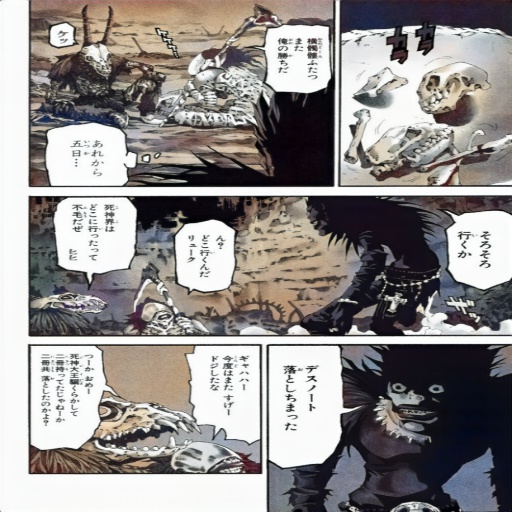 ガ ガ
横髑髏ふたつ
また
俺の勝ちだ
ケッ
あれから
五日…
そろそろ
行くか
ん?
どこ行くんだ
リューク
死神界は
どこに行ったって
不毛だぜ
ヒヒ
デスノート
落としちまった
ギャハハー
今度はまた すげー
ドジしたな
つーか おめー
死神大王騙くらかして
二冊持ってたじゃねーか
二冊共 落としたのかよ?